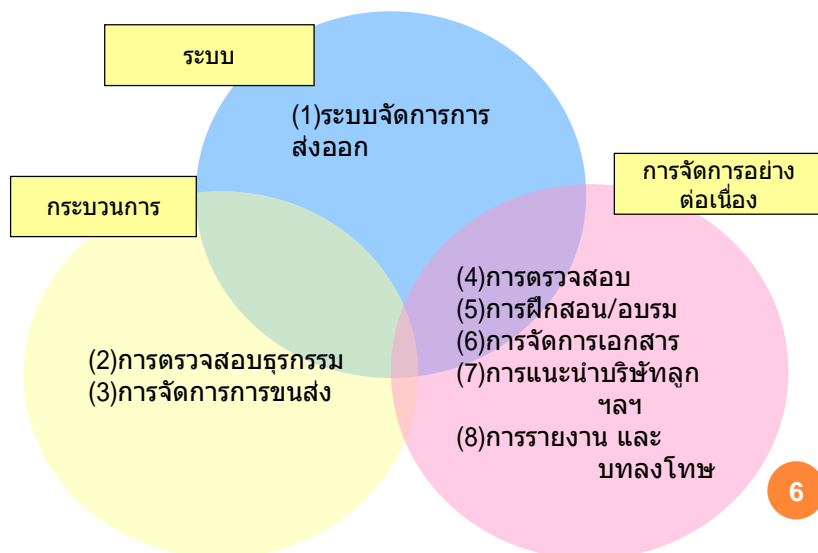 ระบบ
(1)ระบบจัดการการ
ส่งออก
การจัดการอย่าง
ต่อเนื่อง
กระบวนการ
(4)การตรวจสอบ
(5)การฝึกสอน/อบรม
(6)การจัดการเอกสาร
(7)การแนะนำบริษัทลูก
ฯลฯ
(8)การรายงาน และ
บทลงโทษ
(2)การตรวจสอบธุรกรรม
(3)การจัดการการขนส่ง
6